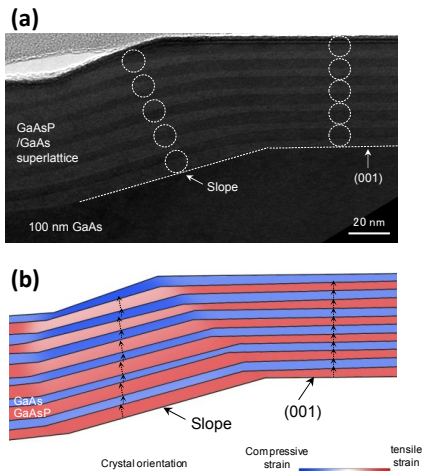 (a)
GaAsP
/GaAs
superlattice
Slope
(001)
100 nm GaAs
20 nm
(b)
GaAs
GaAsP
Slope
(001)
Crystal orientation
Compressive
strain
tensile
strain